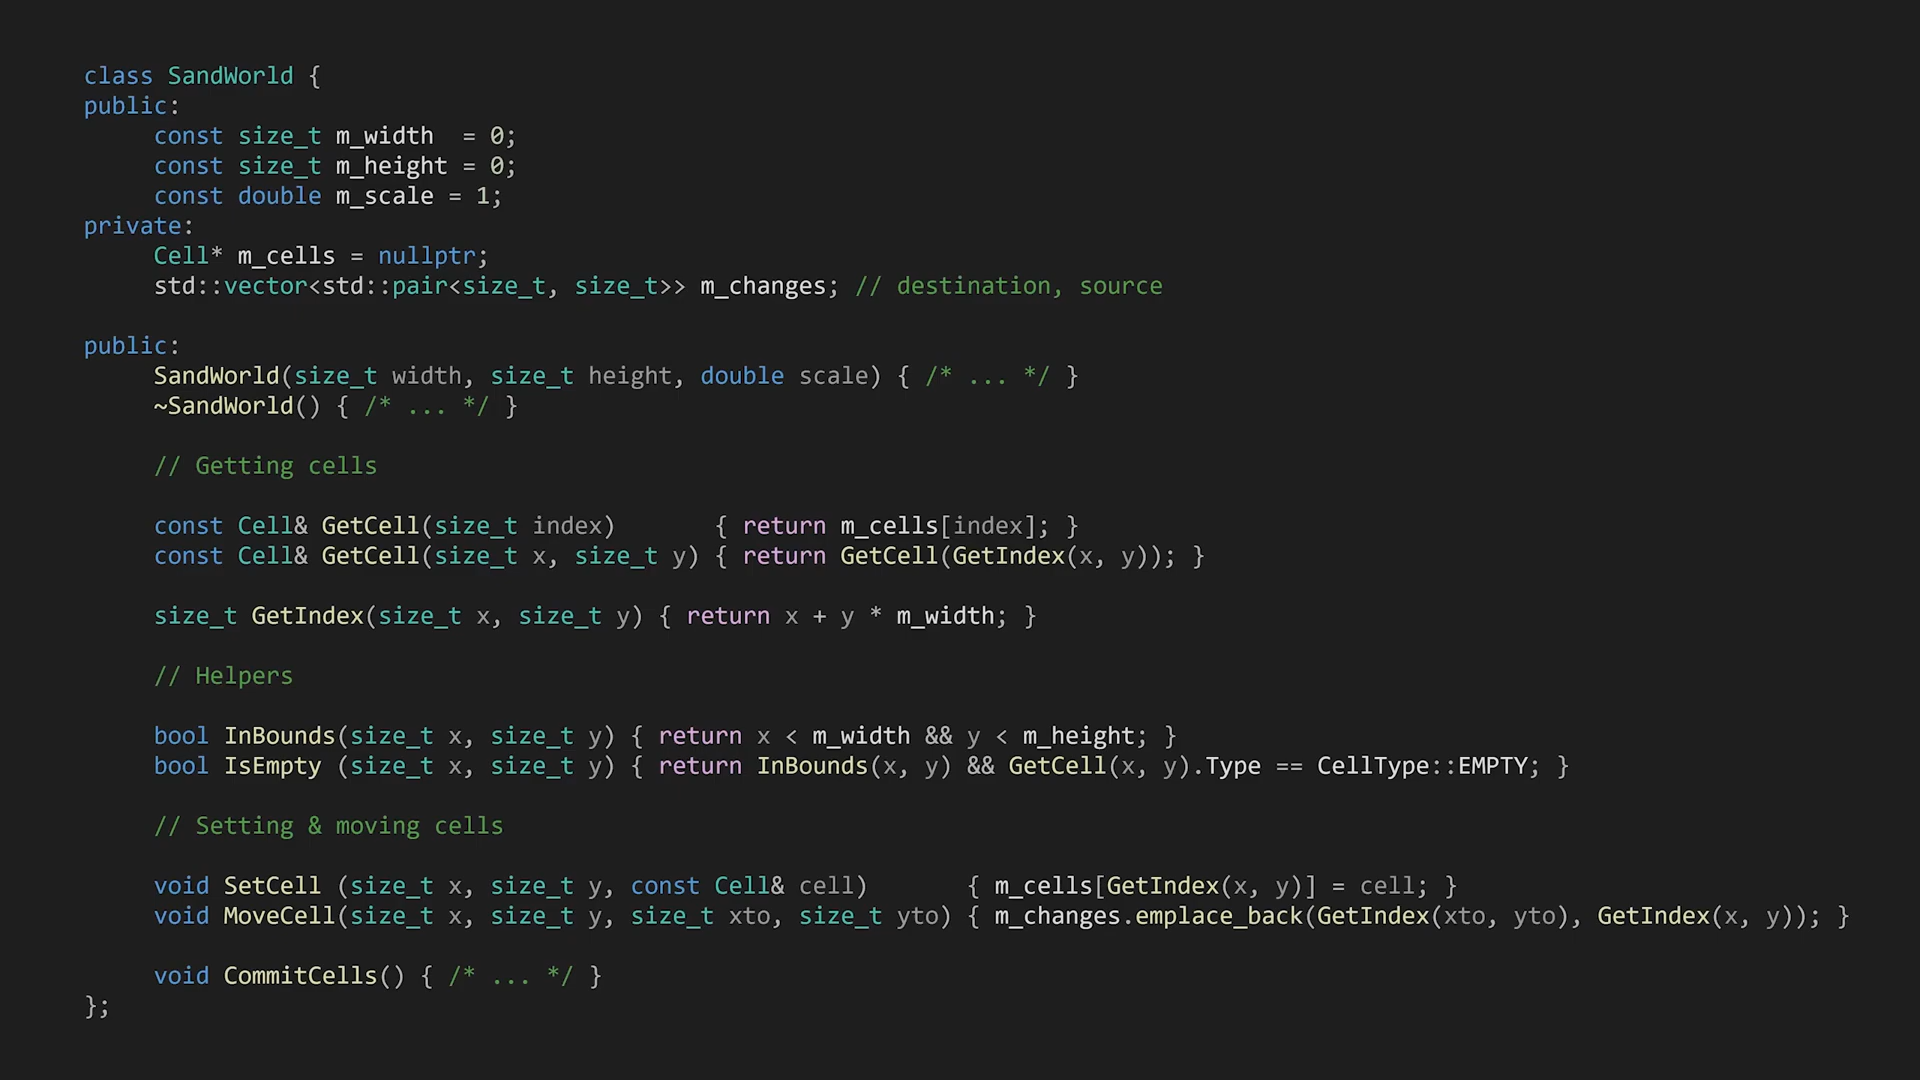 class SandWorld {
public:
const size_t m_width  = 0;
const size_t m_height = 0;
const double m_scale = 1;
private:
Cell* m_cells = nullptr;
std::vector<std::pair<size_t, size_t>> m_changes; // destination, source
public:
SandWorld(size_t width, size_t height, double scale) { /* ... */ }
~SandWorld() { /* ... */ }
// Getting cells
const Cell& GetCell(size_t index)       { return m_cells[index]; }
const Cell& GetCell(size_t x, size_t y) { return GetCell(GetIndex(x, y)); }
size_t GetIndex(size_t x, size_t y) { return x + y * m_width; }
// Helpers
bool InBounds(size_t x, size_t y) { return x < m_width && y < m_height; }
bool IsEmpty (size_t x, size_t y) { return InBounds(x, y) && GetCell(x, y).Type == CellType::EMPTY; }
// Setting & moving cells
void SetCell (size_t x, size_t y, const Cell& cell)       { m_cells[GetIndex(x, y)] = cell; }
void MoveCell(size_t x, size_t y, size_t xto, size_t yto) { m_changes.emplace_back(GetIndex(xto, yto), GetIndex(x, y)); }
void CommitCells() { /* ... */ }
};